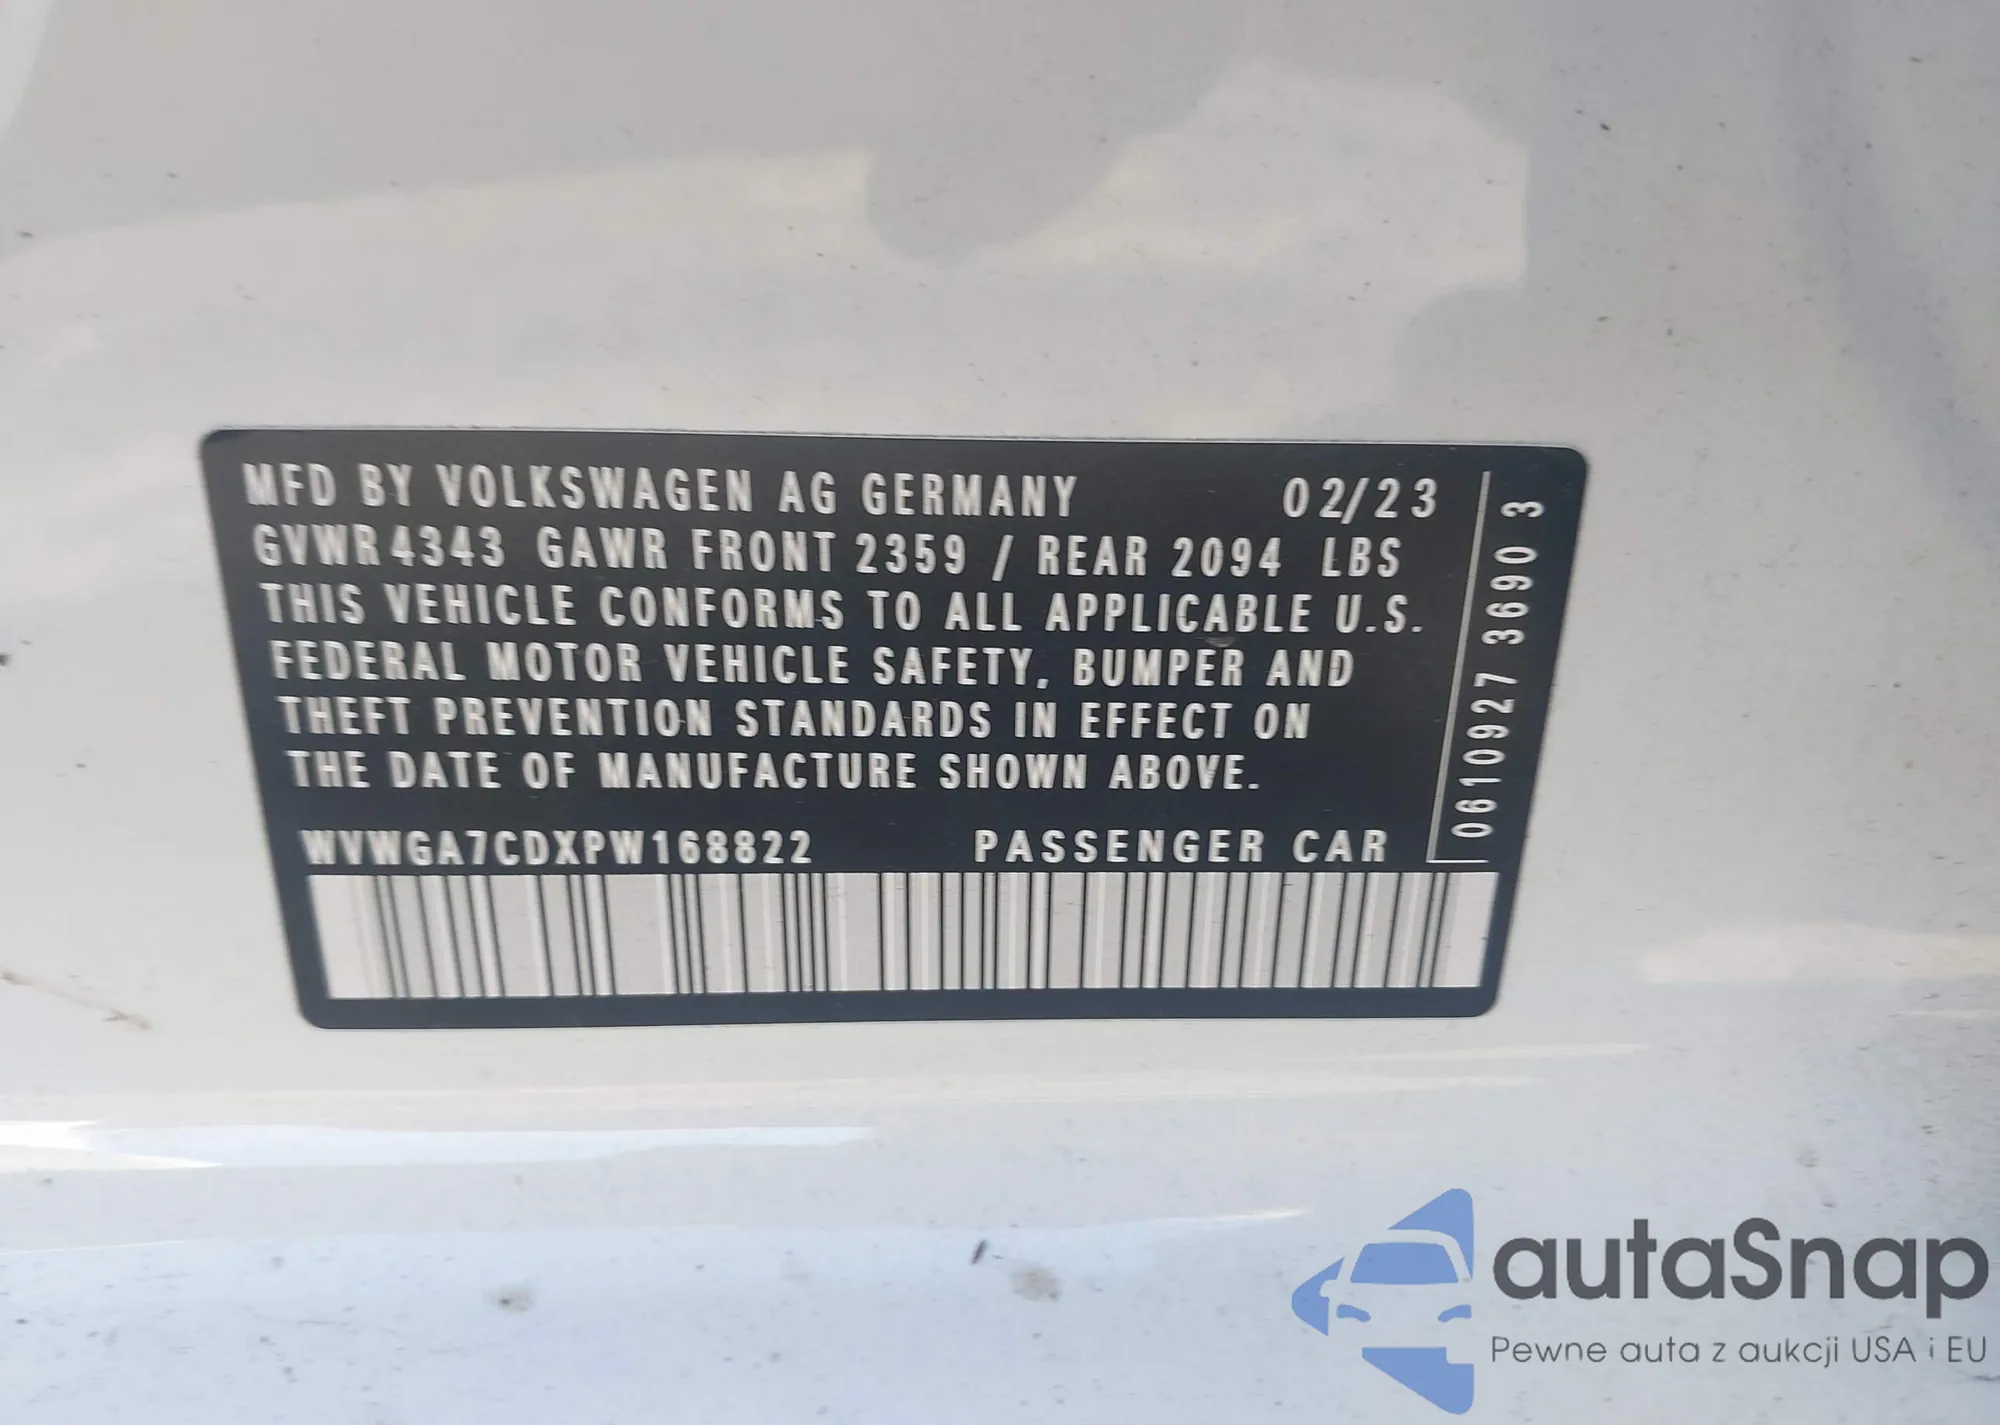 MFD BY VOLKSWAGEN AG GERMANY 02/23
GVWR 4343 GAWR FRONT 2359 / REAR 2094 LBS
THIS VEHICLE CONFORMS TO ALL APPLICABLE U.S.
FEDERAL MOTOR VEHICLE SAFETY, BUMPER AND
THEFT PREVENTION STANDARDS IN EFFECT ON
THE DATE OF MANUFACTURE SHOWN ABOVE.
WVWGA7CDXPW168822 PASSENGER CAR
0610927 3690 3
autaSnap
Pewne auta z aukcji USA i EU